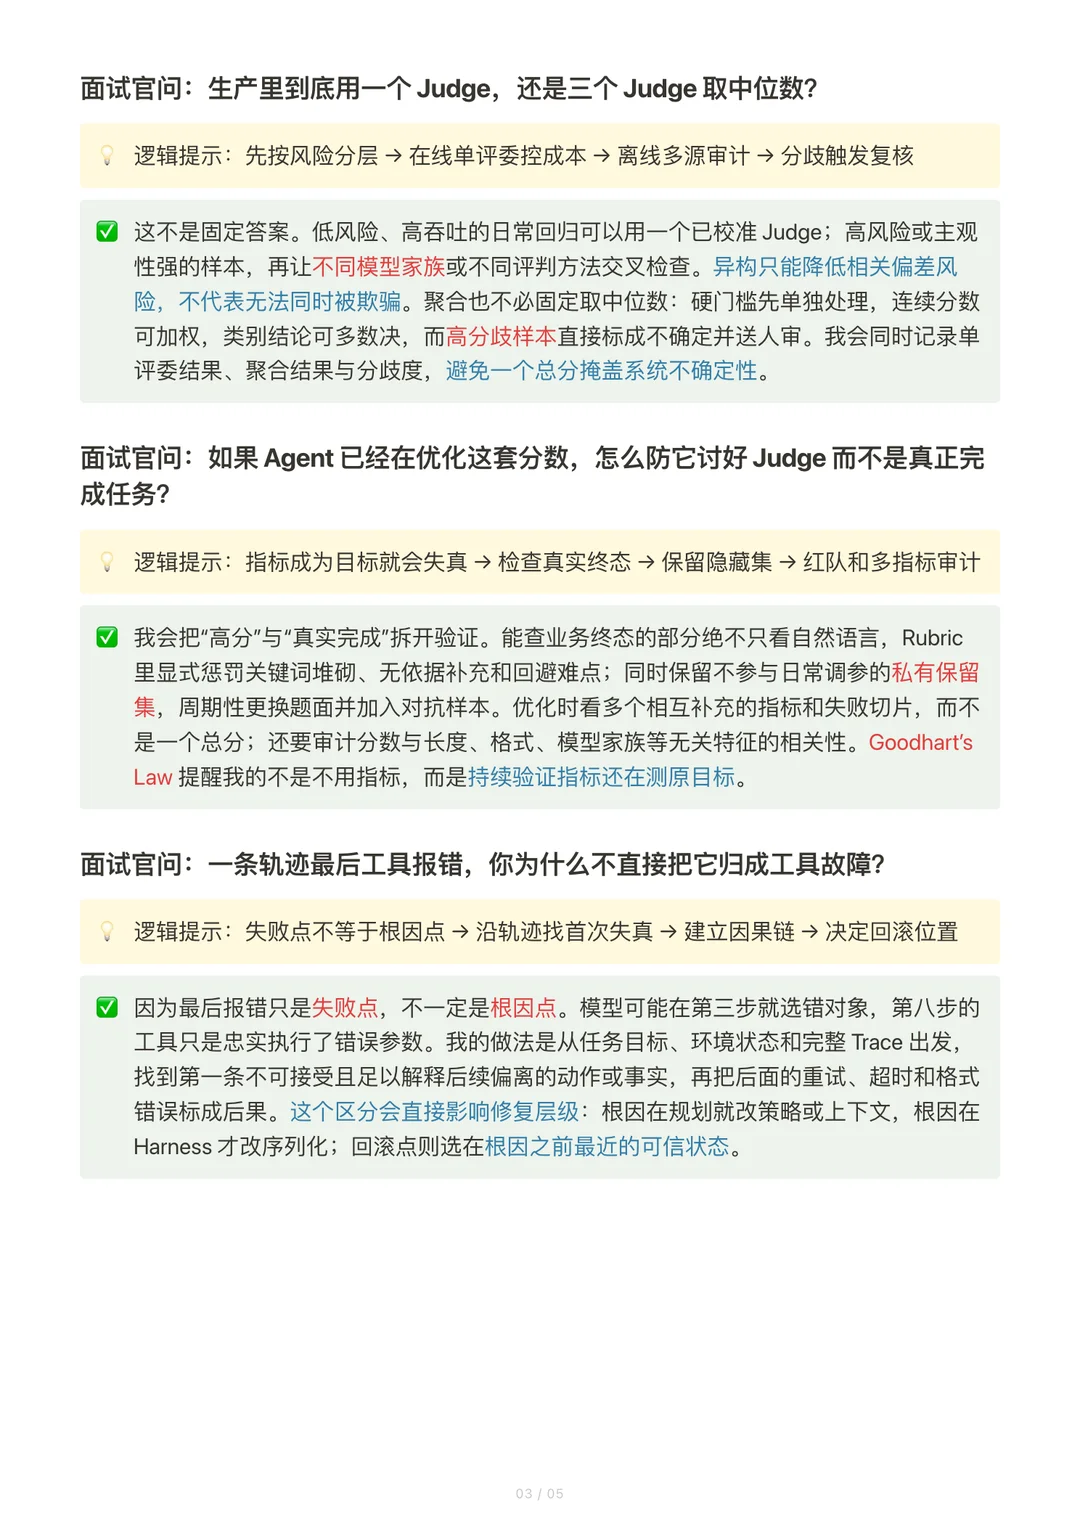 面试官问：生产里到底用一个 Judge，还是三个 Judge 取中位数？
💡 逻辑提示：先按风险分层 → 在线单评委控成本 → 离线多源审计 → 分歧触发复核
✅ 这不是固定答案。低风险、高吞吐的日常回归可以用一个已校准 Judge；高风险或主观
性强的样本，再让不同模型家族或不同评判方法交叉检查。异构只能降低相关偏差风
险，不代表无法同时被欺骗。聚合也不必固定取中位数：硬门槛先单独处理，连续分数
可加权，类别结论可多数决，而高分歧样本直接标成不确定并送人审。我会同时记录单
评委结果、聚合结果与分歧度，避免一个总分掩盖系统不确定性。
面试官问：如果 Agent 已经在优化这套分数，怎么防它讨好 Judge 而不是真正完
成任务？
💡 逻辑提示：指标成为目标就会失真 → 检查真实终态 → 保留隐藏集 → 红队和多指标审计
✅ 我会把“高分”与“真实完成”拆开验证。能查业务终态的部分绝不只看自然语言，Rubric
里显式惩罚关键词堆砌、无依据补充和回避难点；同时保留不参与日常调参的私有保留
集，周期性更换题面并加入对抗样本。优化时看多个相互补充的指标和失败切片，而不
是一个总分；还要审计分数与长度、格式、模型家族等无关特征的相关性。Goodhart’s
Law 提醒我的不是不用指标，而是持续验证指标还在测原目标。
面试官问：一条轨迹最后工具报错，你为什么不直接把它归成工具故障？
💡 逻辑提示：失败点不等于根因点 → 沿轨迹找首次失真 → 建立因果链 → 决定回滚位置
✅ 因为最后报错只是失败点，不一定是根因点。模型可能在第三步就选错对象，第八步的
工具只是忠实执行了错误参数。我的做法是从任务目标、环境状态和完整 Trace 出发，
找到第一条不可接受且足以解释后续偏离的动作或事实，再把后面的重试、超时和格式
错误标成后果。这个区分会直接影响修复层级：根因在规划就改策略或上下文，根因在
Harness 才改序列化；回滚点则选在根因之前最近的可信状态。
03 / 05